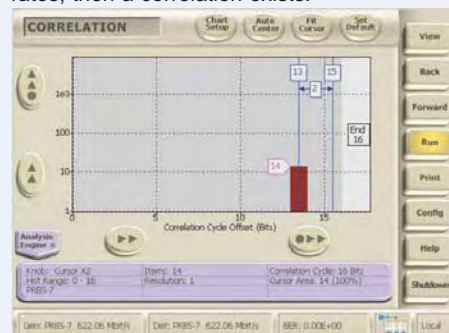 rates, then a correlation exists.
CORRELATION
Chart Setup
Auto Center
Fit Cursor
Set Default
View
Back
Forward
Run
Print
Config
Help
Shutdown
13
15
2
1e3
100
10
1
End 16
14
0
5
10
15
Correlation Cycle Offset (Bits)
Analysis Engine
Knob: Cursor X2
Items: 14
Correlation Cycle: 16 Bits
Hist Range: 0 - 16
Resolution: 1
Cursor Area: 14 (100%)
PRBS-7
Gen: PRBS-7 622.06 Mbit/s
Det: PRBS-7 622.06 Mbit/s
BER: 0.00E+00
Local